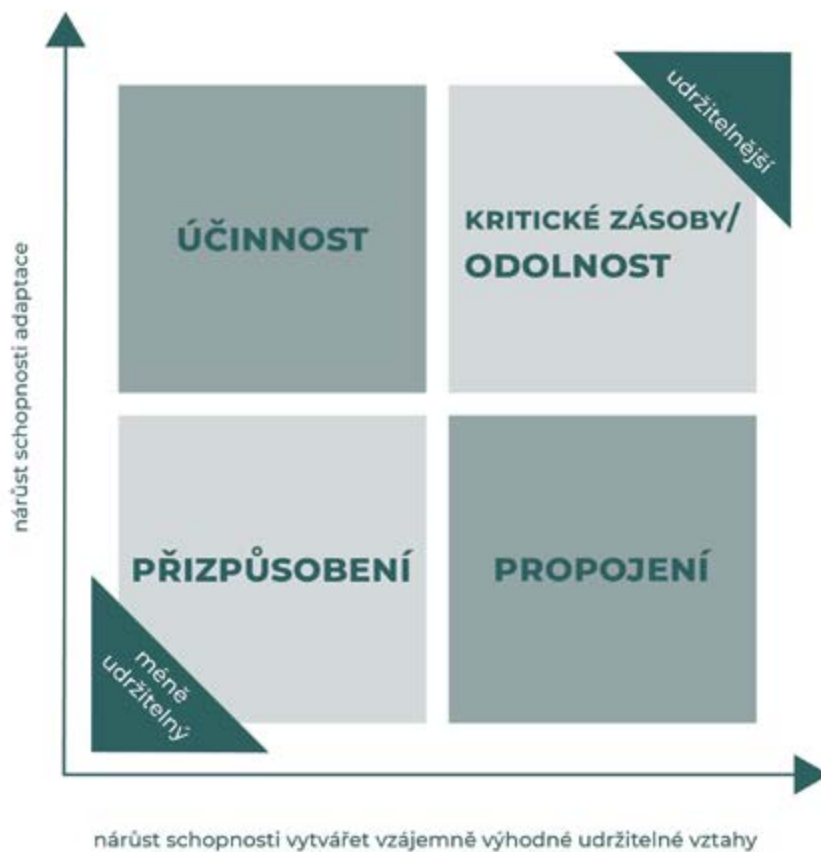 udržitelnější
ÚČINNOST
KRITICKÉ ZÁSOBY/
ODOLNOST
nárůst schopnosti adaptace
PŘIZPŮSOBENÍ
PROPOJENÍ
méně
udržitelný
nárůst schopnosti vytvářet vzájemně výhodné udržitelné vztahy